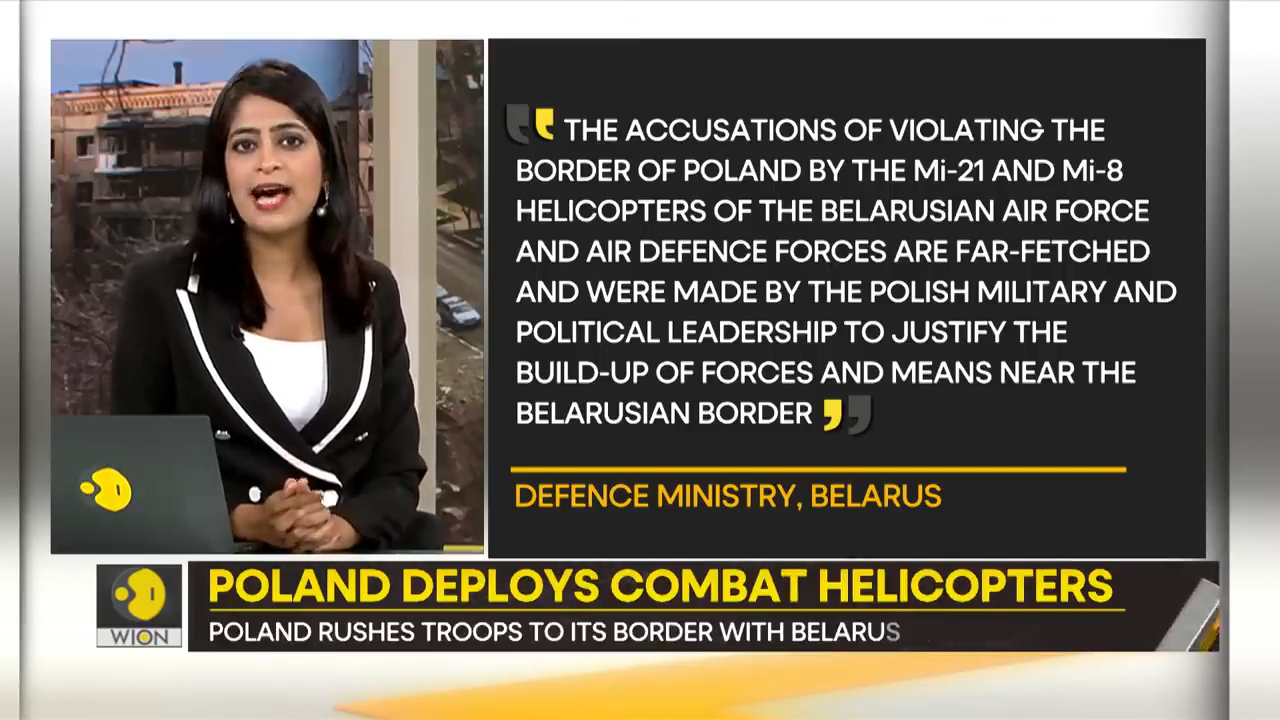 THE ACCUSATIONS OF VIOLATING THE
BORDER OF POLAND BY THE Mi-21 AND Mi-8
HELICOPTERS OF THE BELARUSIAN AIR FORCE
AND AIR DEFENCE FORCES ARE FAR-FETCHED
AND WERE MADE BY THE POLISH MILITARY AND
POLITICAL LEADERSHIP TO JUSTIFY THE
BUILD-UP OF FORCES AND MEANS NEAR THE
BELARUSIAN BORDER
DEFENCE MINISTRY, BELARUS
POLAND DEPLOYS COMBAT HELICOPTERS
POLAND RUSHES TROOPS TO ITS BORDER WITH BELARUS
WION